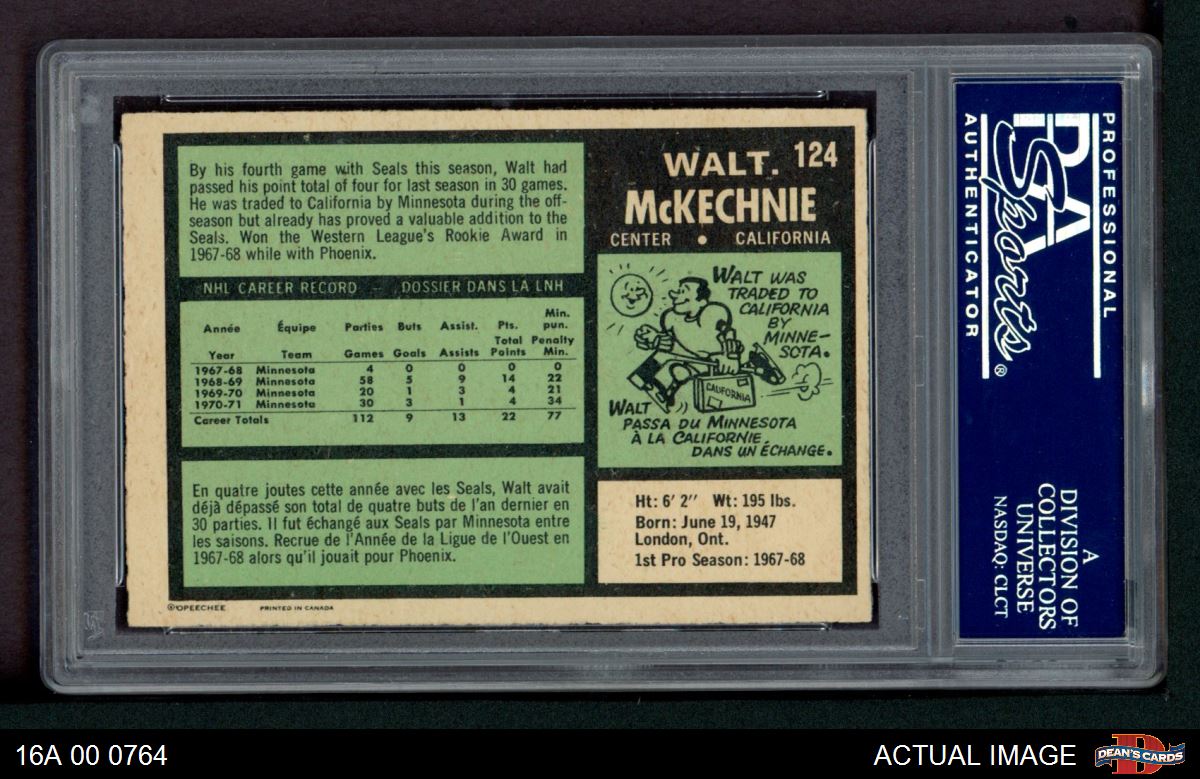 By his fourth game with Seals this season, Walt had
passed his point total of four for last season in 30 games.
He was traded to California by Minnesota during the off-
season but already has proved a valuable addition to the
Seals. Won the Western League's Rookie Award in
1967-68 while with Phoenix.
WALT. 124
McKECHNIE
CENTER • CALIFORNIA
NHL CAREER RECORD — DOSSIER DANS LA LNH
Année Équipe Parties Buts Assist. Pts. Min. pun.
Year Team Games Goals Assists Total Points Penalty Min.
1967-68 Minnesota 4 0 0 0 0
1968-69 Minnesota 58 5 9 14 22
1969-70 Minnesota 20 1 3 4 21
1970-71 Minnesota 30 3 1 4 34
Career Totals 112 9 13 22 77
WALT WAS
TRADED TO
CALIFORNIA
BY
MINNE-
SOTA.
CALIFORNIA
WALT
PASSA DU MINNESOTA
À LA CALIFORNIE
DANS UN ÉCHANGE.
En quatre joutes cette année avec les Seals, Walt avait
déjà dépassé son total de quatre buts de l'an dernier en
30 parties. Il fut échangé aux Seals par Minnesota entre
les saisons. Recrue de l'Année de la Ligue de l'Ouest en
1967-68 alors qu'il jouait pour Phoenix.
Ht: 6' 2" Wt: 195 lbs.
Born: June 19, 1947
London, Ont.
1st Pro Season: 1967-68
© OPEECHEE PRINTED IN CANADA
PROFESSIONAL
PSA
Sports
®
AUTHENTICATOR
A
DIVISION OF
COLLECTORS
UNIVERSE
NASDAQ: CLCT
16A 00 0764
ACTUAL IMAGE
D
DEAN'S CARDS